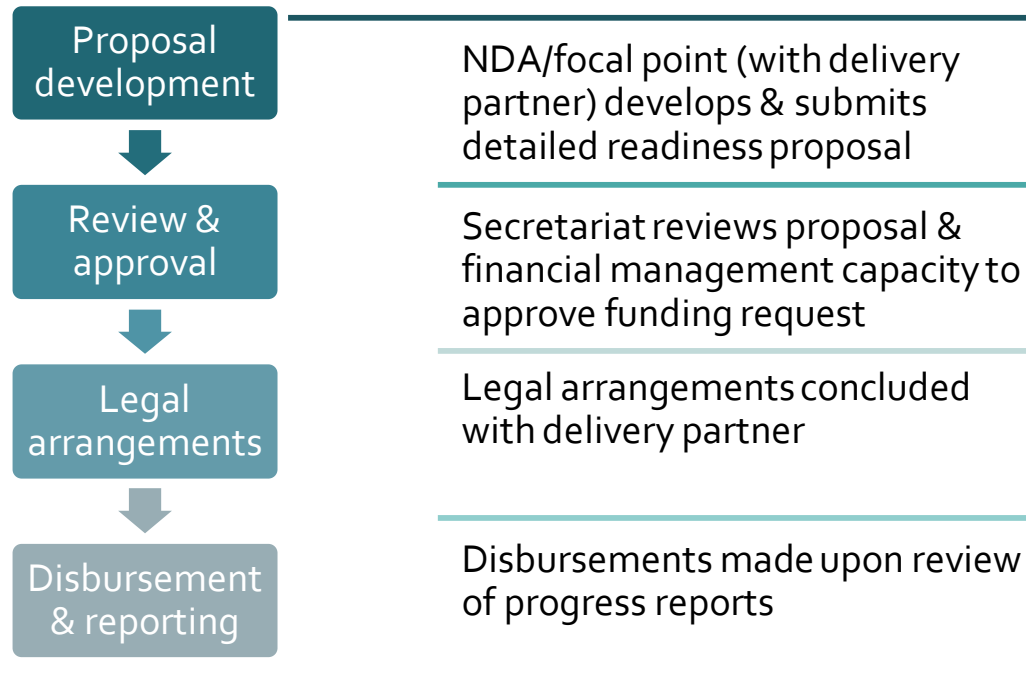 Proposal
development
NDA/focal point (with delivery
partner) develops & submits
detailed readiness proposal
Review &
approval
Secretariat reviews proposal &
financial management capacity to
approve funding request
Legal
arrangements
Legal arrangements concluded
with delivery partner
Disbursement
& reporting
Disbursements made upon review
of progress reports